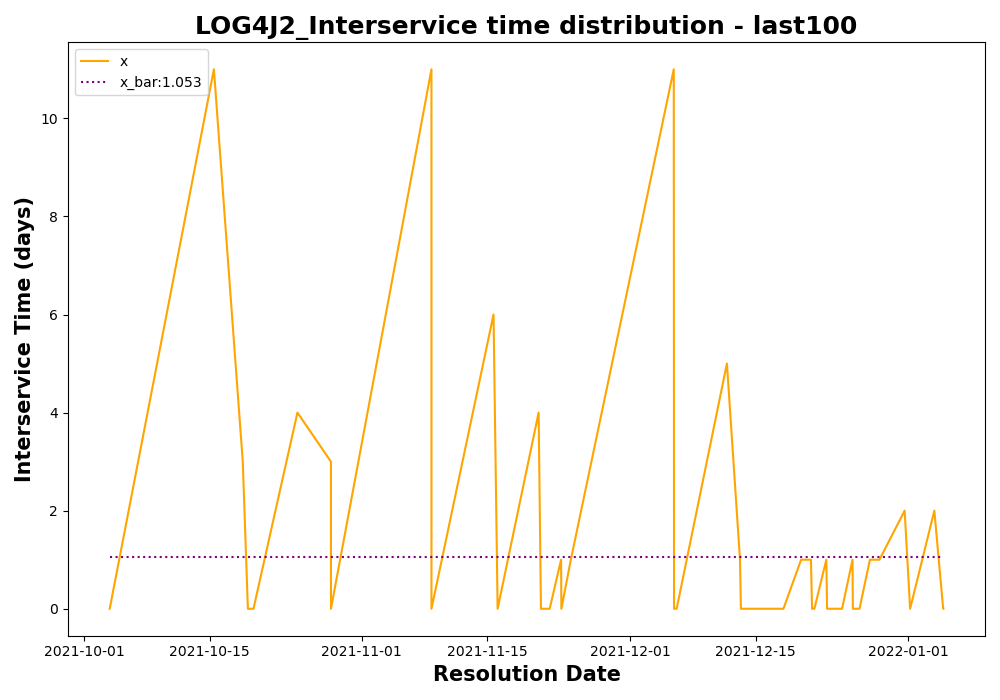 LOG4J2_Interservice time distribution - last100
x
x_bar:1.053
Interservice Time (days)
10
8
6
4
2
0
2021-10-01 2021-10-15 2021-11-01 2021-11-15 2021-12-01 2021-12-15 2022-01-01
Resolution Date